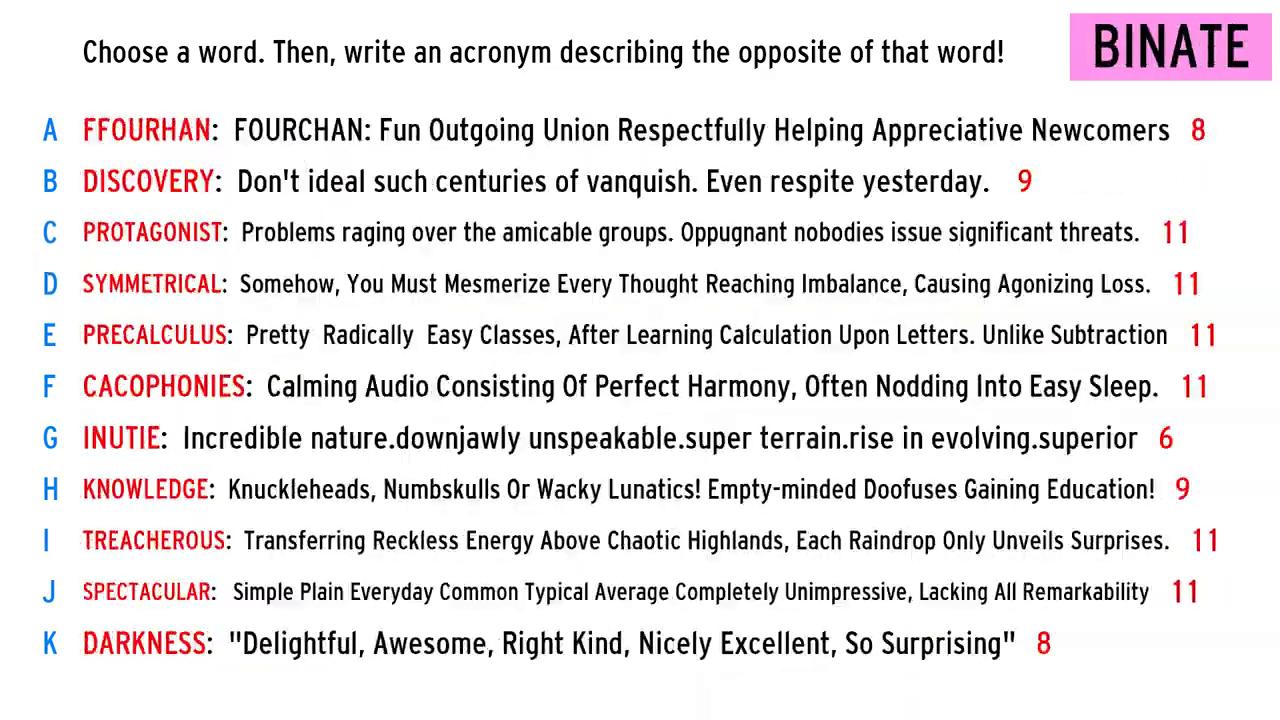 Choose a word. Then, write an acronym describing the opposite of that word!
BINATE
A FFOURHAN: FOURCHAN: Fun Outgoing Union Respectfully Helping Appreciative Newcomers 8
B DISCOVERY: Don't ideal such centuries of vanquish. Even respite yesterday. 9
C PROTAGONIST: Problems raging over the amicable groups. Oppugnant nobodies issue significant threats. 11
D SYMMETRICAL: Somehow, You Must Mesmerize Every Thought Reaching Imbalance, Causing Agonizing Loss. 11
E PRECALCULUS: Pretty Radically Easy Classes, After Learning Calculation Upon Letters. Unlike Subtraction 11
F CACOPHONIES: Calming Audio Consisting Of Perfect Harmony, Often Nodding Into Easy Sleep. 11
G INUTIE: Incredible nature.downjawly unspeakable.super terrain.rise in evolving.superior 6
H KNOWLEDGE: Knuckleheads, Numbskulls Or Wacky Lunatics! Empty-minded Doofuses Gaining Education! 9
I TREACHEROUS: Transferring Reckless Energy Above Chaotic Highlands, Each Raindrop Only Unveils Surprises. 11
J SPECTACULAR: Simple Plain Everyday Common Typical Average Completely Unimpressive, Lacking All Remarkability 11
K DARKNESS: "Delightful, Awesome, Right Kind, Nicely Excellent, So Surprising" 8